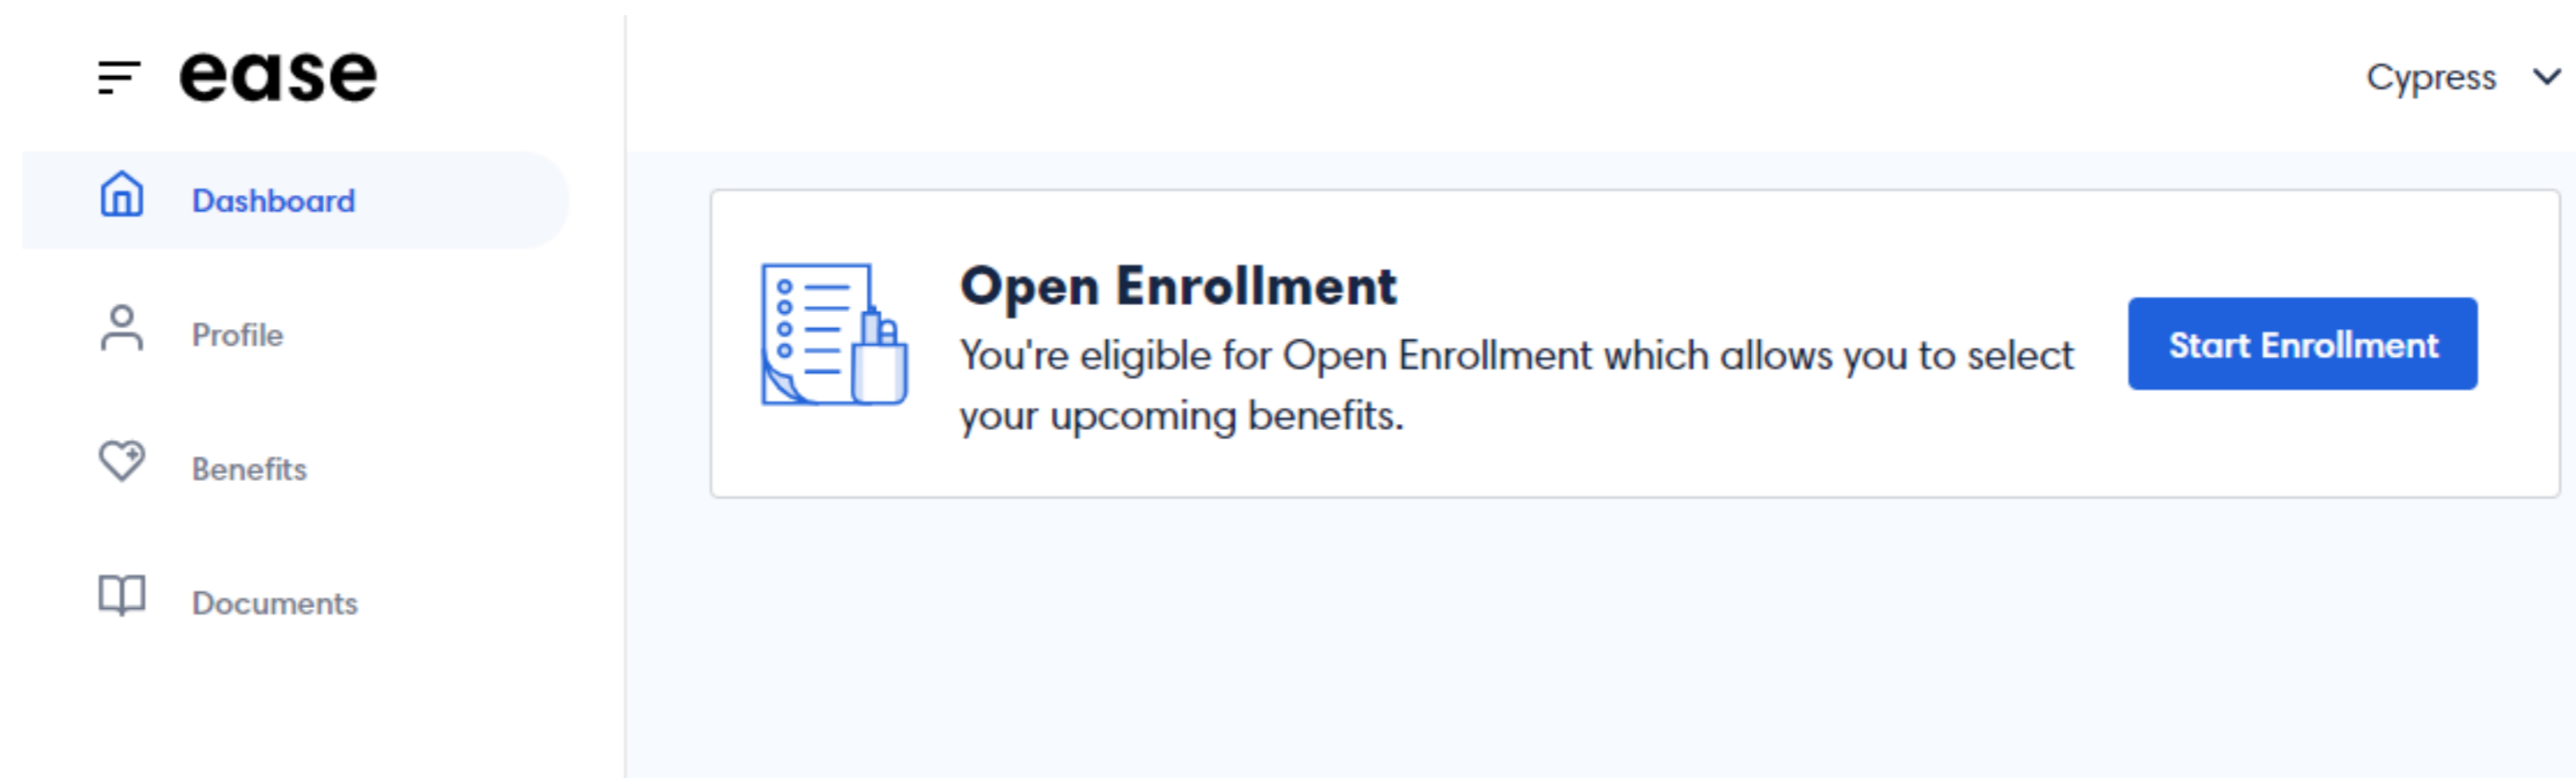 ease
Cypress
Dashboard
Profile
Benefits
Documents
Open Enrollment
You're eligible for Open Enrollment which allows you to select
your upcoming benefits.
Start Enrollment